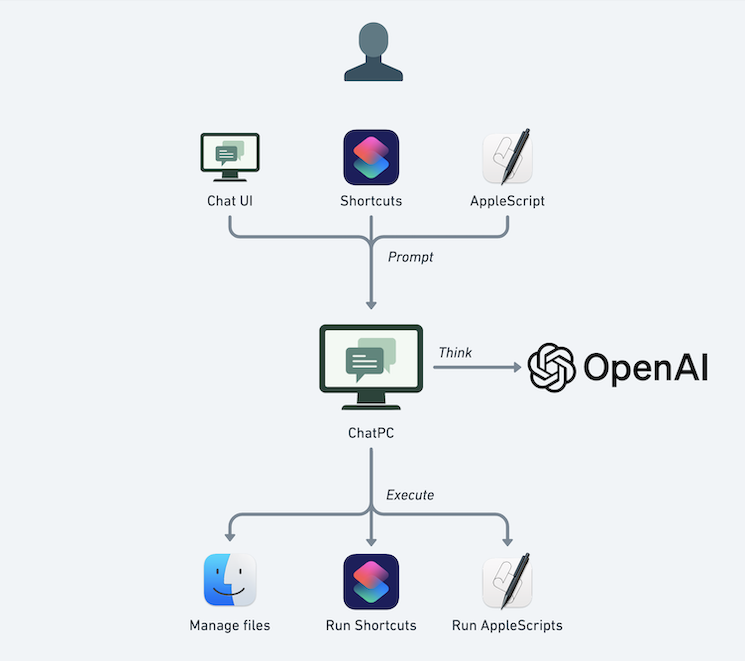 Chat UI
Shortcuts
AppleScript
Prompt
Think
OpenAI
ChatPC
Execute
Manage files
Run Shortcuts
Run AppleScripts